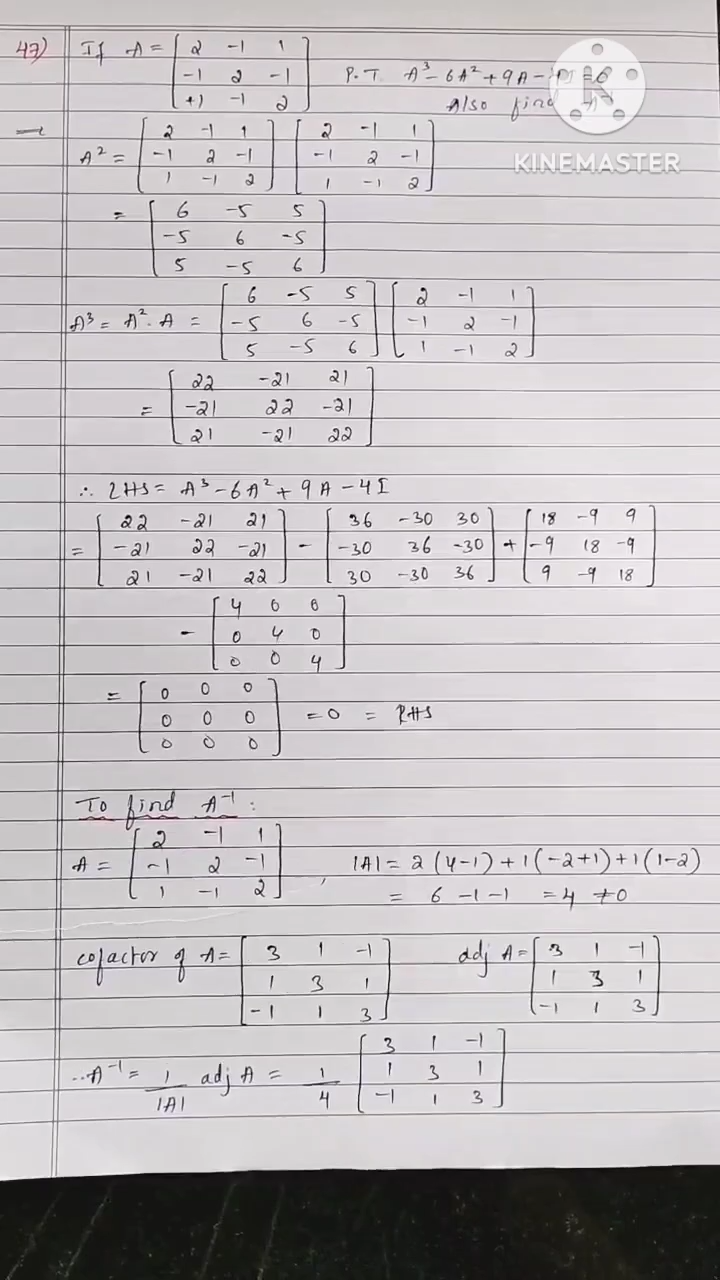 47) If A = [ 2 -1 1
-1 2 -1
+1 -1 2 ] P.T. A³ - 6A² + 9A -
Also find
KINEMASTER
A² = [ 2 -1 1
-1 2 -1
1 -1 2 ] [ 2 -1 1
-1 2 -1
1 -1 2 ]
= [ 6 -5 5
-5 6 -5
5 -5 6 ]
A³ = A². A = [ 6 -5 5
-5 6 -5
5 -5 6 ] [ 2 -1 1
-1 2 -1
1 -1 2 ]
= [ 22 -21 21
-21 22 -21
21 -21 22 ]
∴ LHS = A³ - 6A² + 9A - 4I
= [ 22 -21 21
-21 22 -21
21 -21 22 ] - [ 36 -30 30
-30 36 -30
30 -30 36 ] + [ 18 -9 9
-9 18 -9
9 -9 18 ]
- [ 4 0 0
0 4 0
0 0 4 ]
= [ 0 0 0
0 0 0
0 0 0 ] = 0 = RHS
To find A⁻¹ :
A = [ 2 -1 1
-1 2 -1
1 -1 2 ] , |A| = 2(4-1) + 1(-2+1) + 1(1-2)
= 6 -1 -1 = 4 ≠ 0
cofactor of A = [ 3 1 -1
1 3 1
-1 1 3 ] adj A = [ 3 1 -1
1 3 1
-1 1 3 ]
∴ A⁻¹ = 1/|A| adj A = 1/4 [ 3 1 -1
1 3 1
-1 1 3 ]